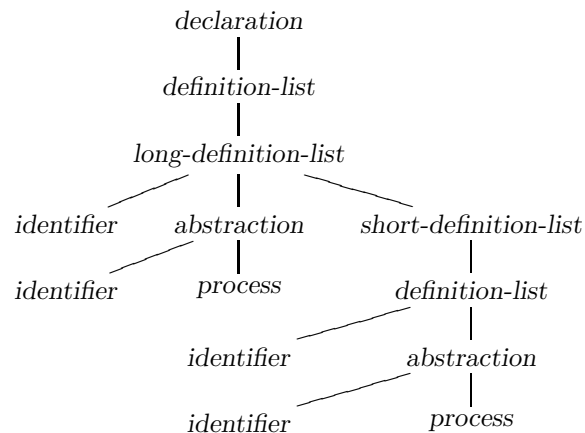 declaration
definition-list
long-definition-list
identifier abstraction short-definition-list
identifier process definition-list
identifier abstraction
identifier process